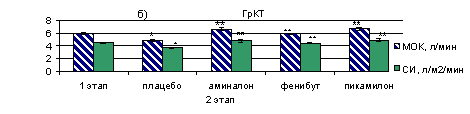 б) ГрКТ
8
6
4
2
0
* * ** ** ** * ** **
МОК, л/мин
СИ, л/м2/мин
1 этап плацебо аминалон фенибут пикамилон
2 этап